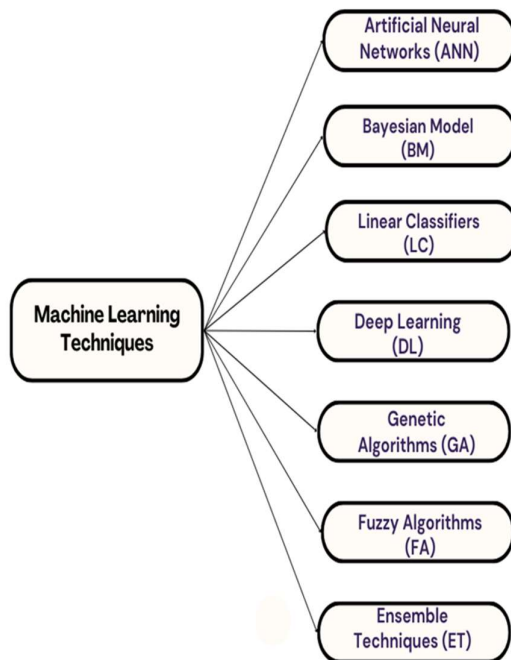 Artificial Neural
Networks (ANN)
Bayesian Model
(BM)
Linear Classifiers
(LC)
Machine Learning
Techniques
Deep Learning
(DL)
Genetic
Algorithms (GA)
Fuzzy Algorithms
(FA)
Ensemble
Techniques (ET)